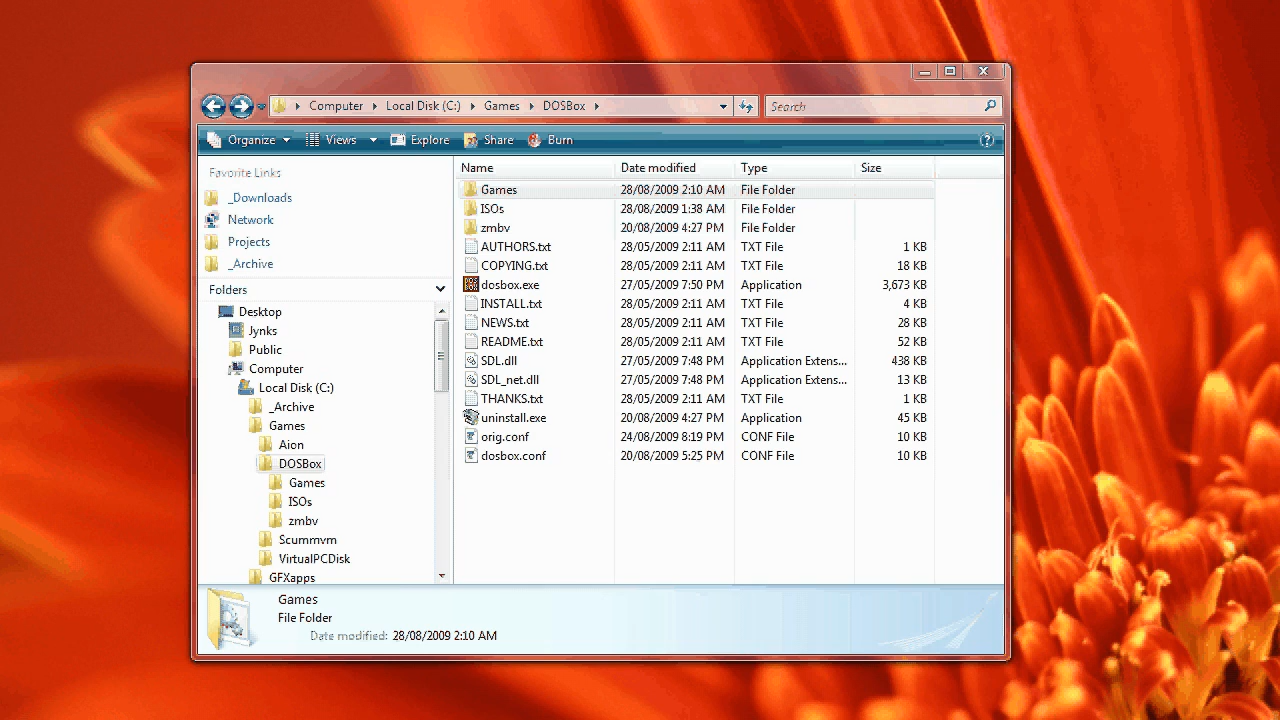 Computer Local Disk (C:) Games DOSBox Search
Organize Views Explore Share Burn
Favorite Links
_Downloads
Network
Projects
_Archive
Folders
Desktop
Jynks
Public
Computer
Local Disk (C:)
_Archive
Games
Aion
DOSBox
Games
ISOs
zmbv
Scummvm
VirtualPCDisk
GFXapps
Name Date modified Type Size
Games 28/08/2009 2:10 AM File Folder
ISOs 28/08/2009 1:38 AM File Folder
zmbv 20/08/2009 4:27 PM File Folder
AUTHORS.txt 28/05/2009 2:11 AM TXT File 1 KB
COPYING.txt 28/05/2009 2:11 AM TXT File 18 KB
dosbox.exe 27/05/2009 7:50 PM Application 3,673 KB
INSTALL.txt 28/05/2009 2:11 AM TXT File 4 KB
NEWS.txt 28/05/2009 2:11 AM TXT File 28 KB
README.txt 28/05/2009 2:11 AM TXT File 52 KB
SDL.dll 27/05/2009 7:48 PM Application Extens... 438 KB
SDL_net.dll 27/05/2009 7:48 PM Application Extens... 13 KB
THANKS.txt 28/05/2009 2:11 AM TXT File 1 KB
uninstall.exe 20/08/2009 4:27 PM Application 45 KB
orig.conf 24/08/2009 8:19 PM CONF File 10 KB
dosbox.conf 20/08/2009 5:25 PM CONF File 10 KB
Games
File Folder
Date modified: 28/08/2009 2:10 AM